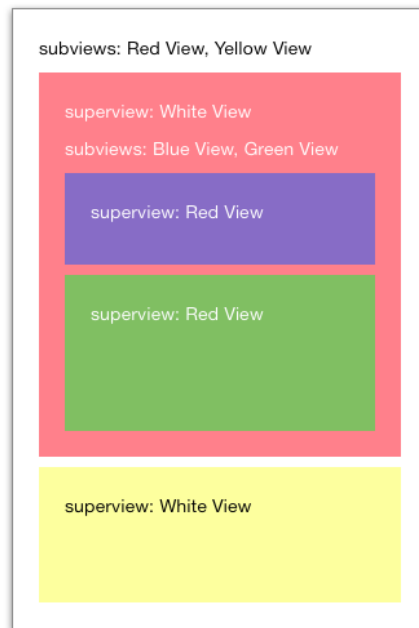 subviews: Red View, Yellow View
superview: White View
subviews: Blue View, Green View
superview: Red View
superview: Red View
superview: White View